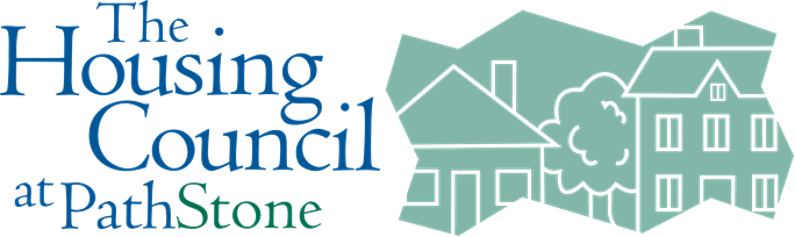 The
Housing
Council
at PathStone